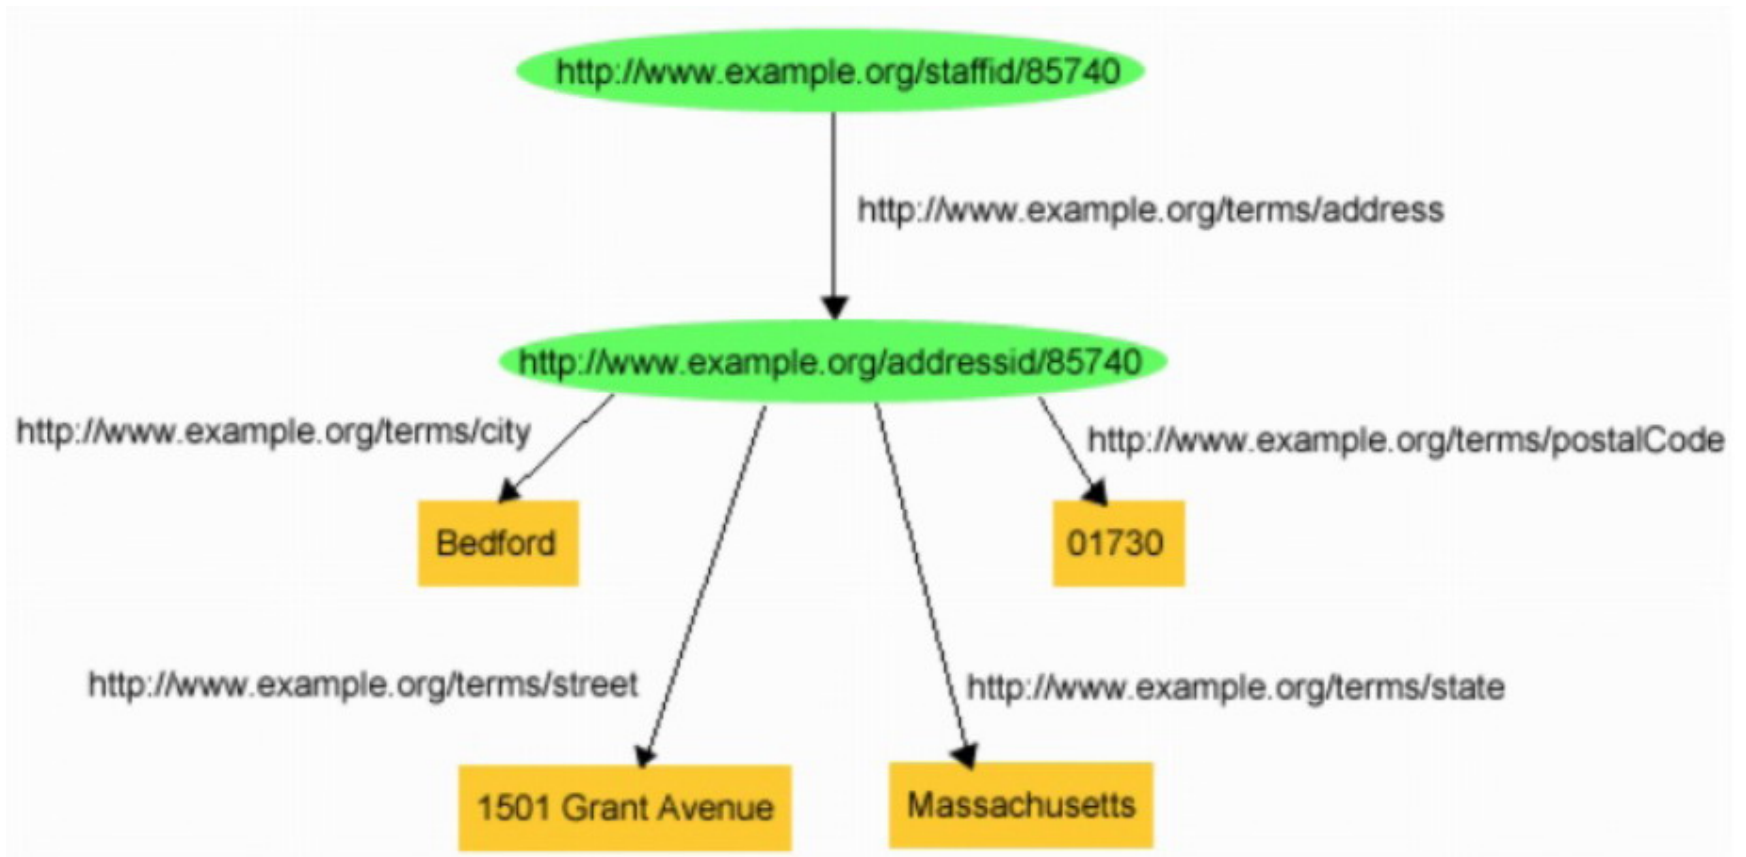 http://www.example.org/staffid/85740
http://www.example.org/terms/address
http://www.example.org/addressid/85740
http://www.example.org/terms/city
http://www.example.org/terms/postalCode
Bedford
01730
http://www.example.org/terms/street
http://www.example.org/terms/state
1501 Grant Avenue
Massachusetts